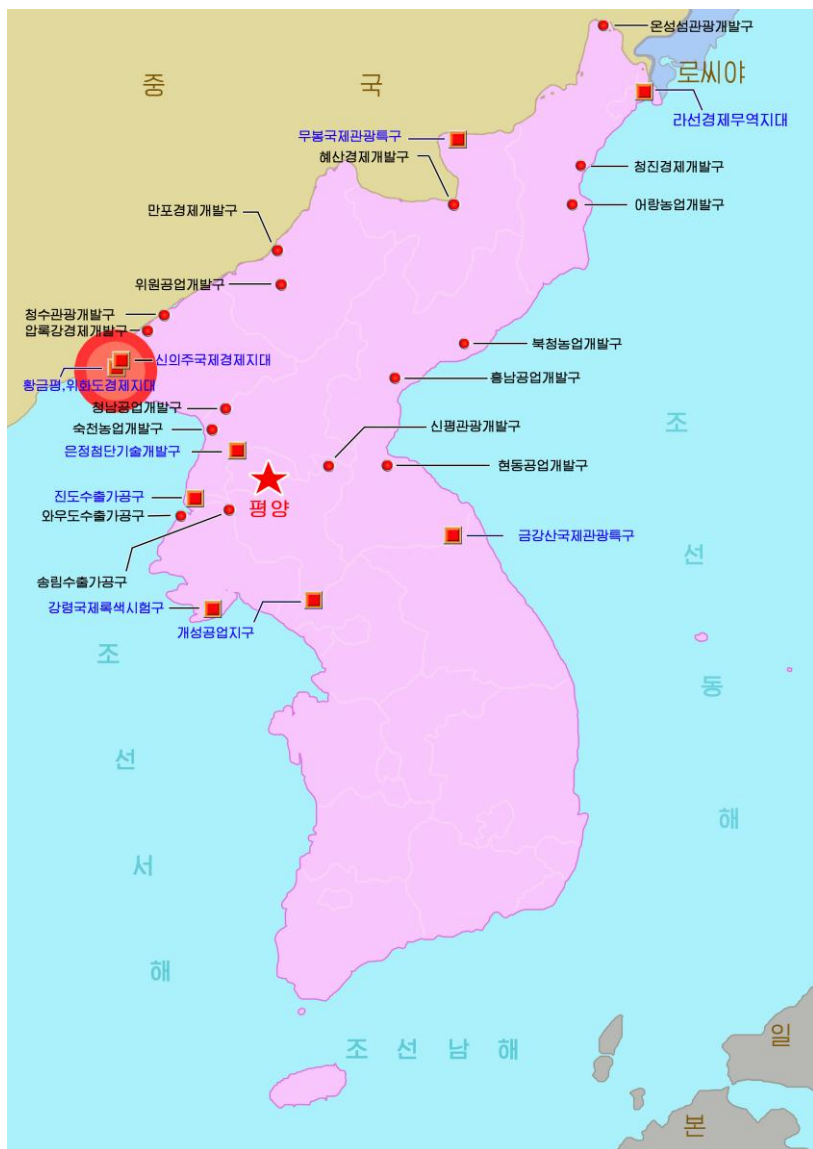 온성섬관광개발구
중 국
로씨야
라선경제무역지대
무봉국제관광특구
혜산경제개발구
청진경제개발구
만포경제개발구
어랑농업개발구
위원공업개발구
청수관광개발구
압록강경제개발구
북청농업개발구
신의주국제경제지대
황금평,위화도경제지대
흥남공업개발구
청남공업개발구
숙천농업개발구
신평관광개발구
은정첨단기술개발구
현동공업개발구
진도수출가공구
평양
와우도수출가공구
금강산국제관광특구
송림수출가공구
강령국제록색시험구
개성공업지구
조 선 서 해
조 선 동 해
조 선 남 해
일 본